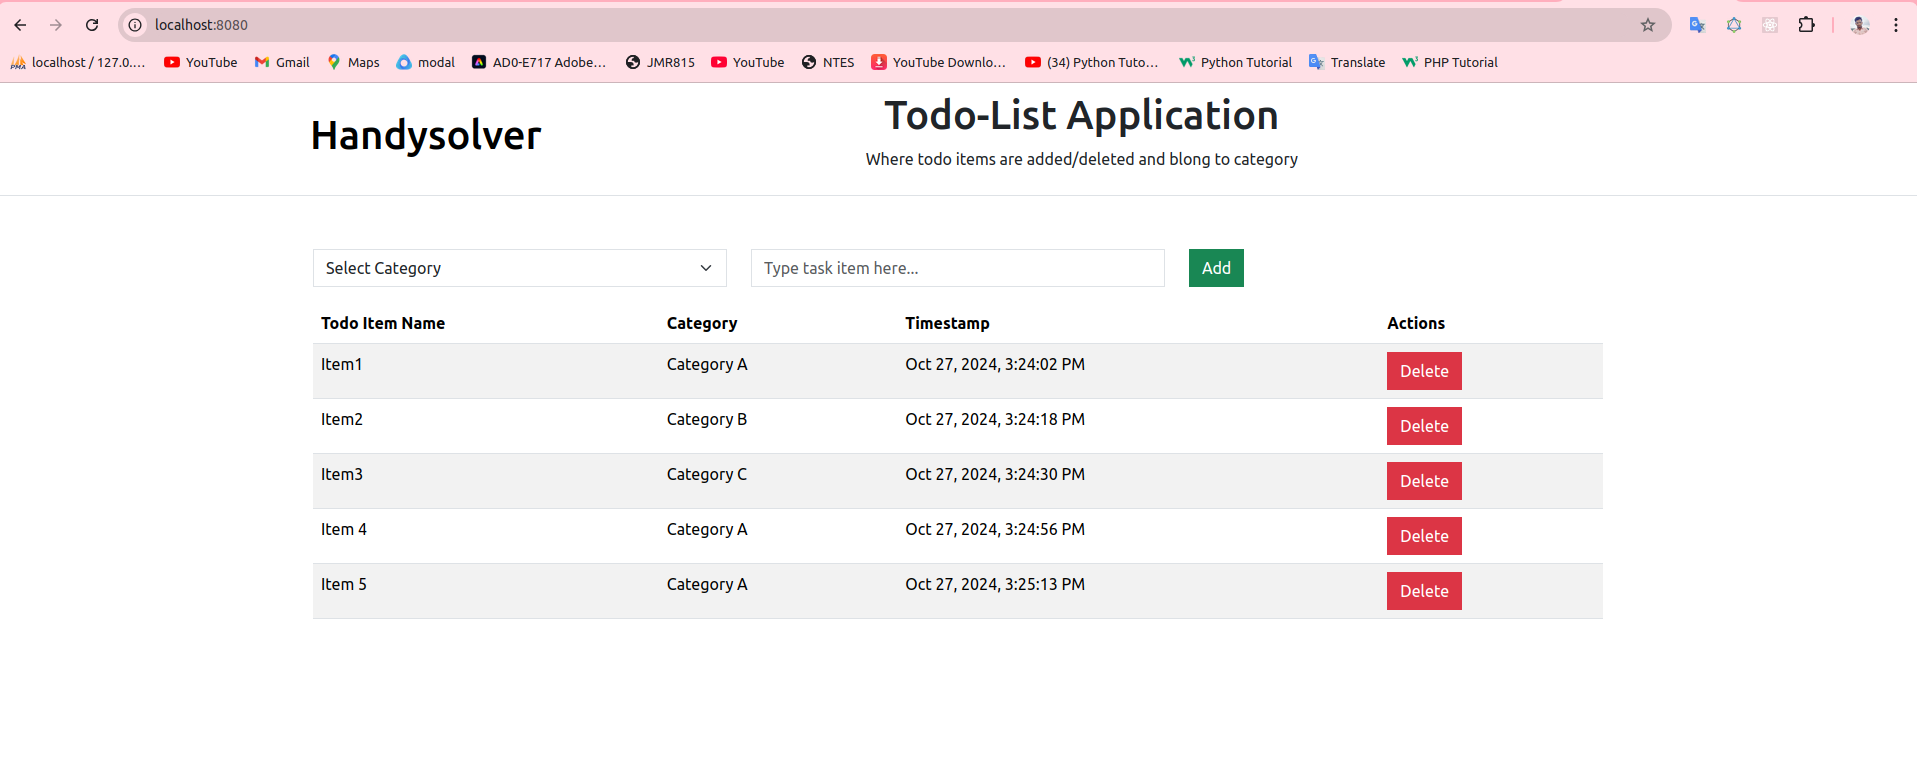 localhost:8080
localhost / 127.0.... YouTube Gmail Maps modal AD0-E717 Adobe... JMR815 YouTube NTES YouTube Downlo... (34) Python Tuto... Python Tutorial Translate PHP Tutorial
Handysolver
Todo-List Application
Where todo items are added/deleted and blong to category
Select Category Type task item here... Add
Todo Item Name Category Timestamp Actions
Item1 Category A Oct 27, 2024, 3:24:02 PM Delete
Item2 Category B Oct 27, 2024, 3:24:18 PM Delete
Item3 Category C Oct 27, 2024, 3:24:30 PM Delete
Item 4 Category A Oct 27, 2024, 3:24:56 PM Delete
Item 5 Category A Oct 27, 2024, 3:25:13 PM Delete